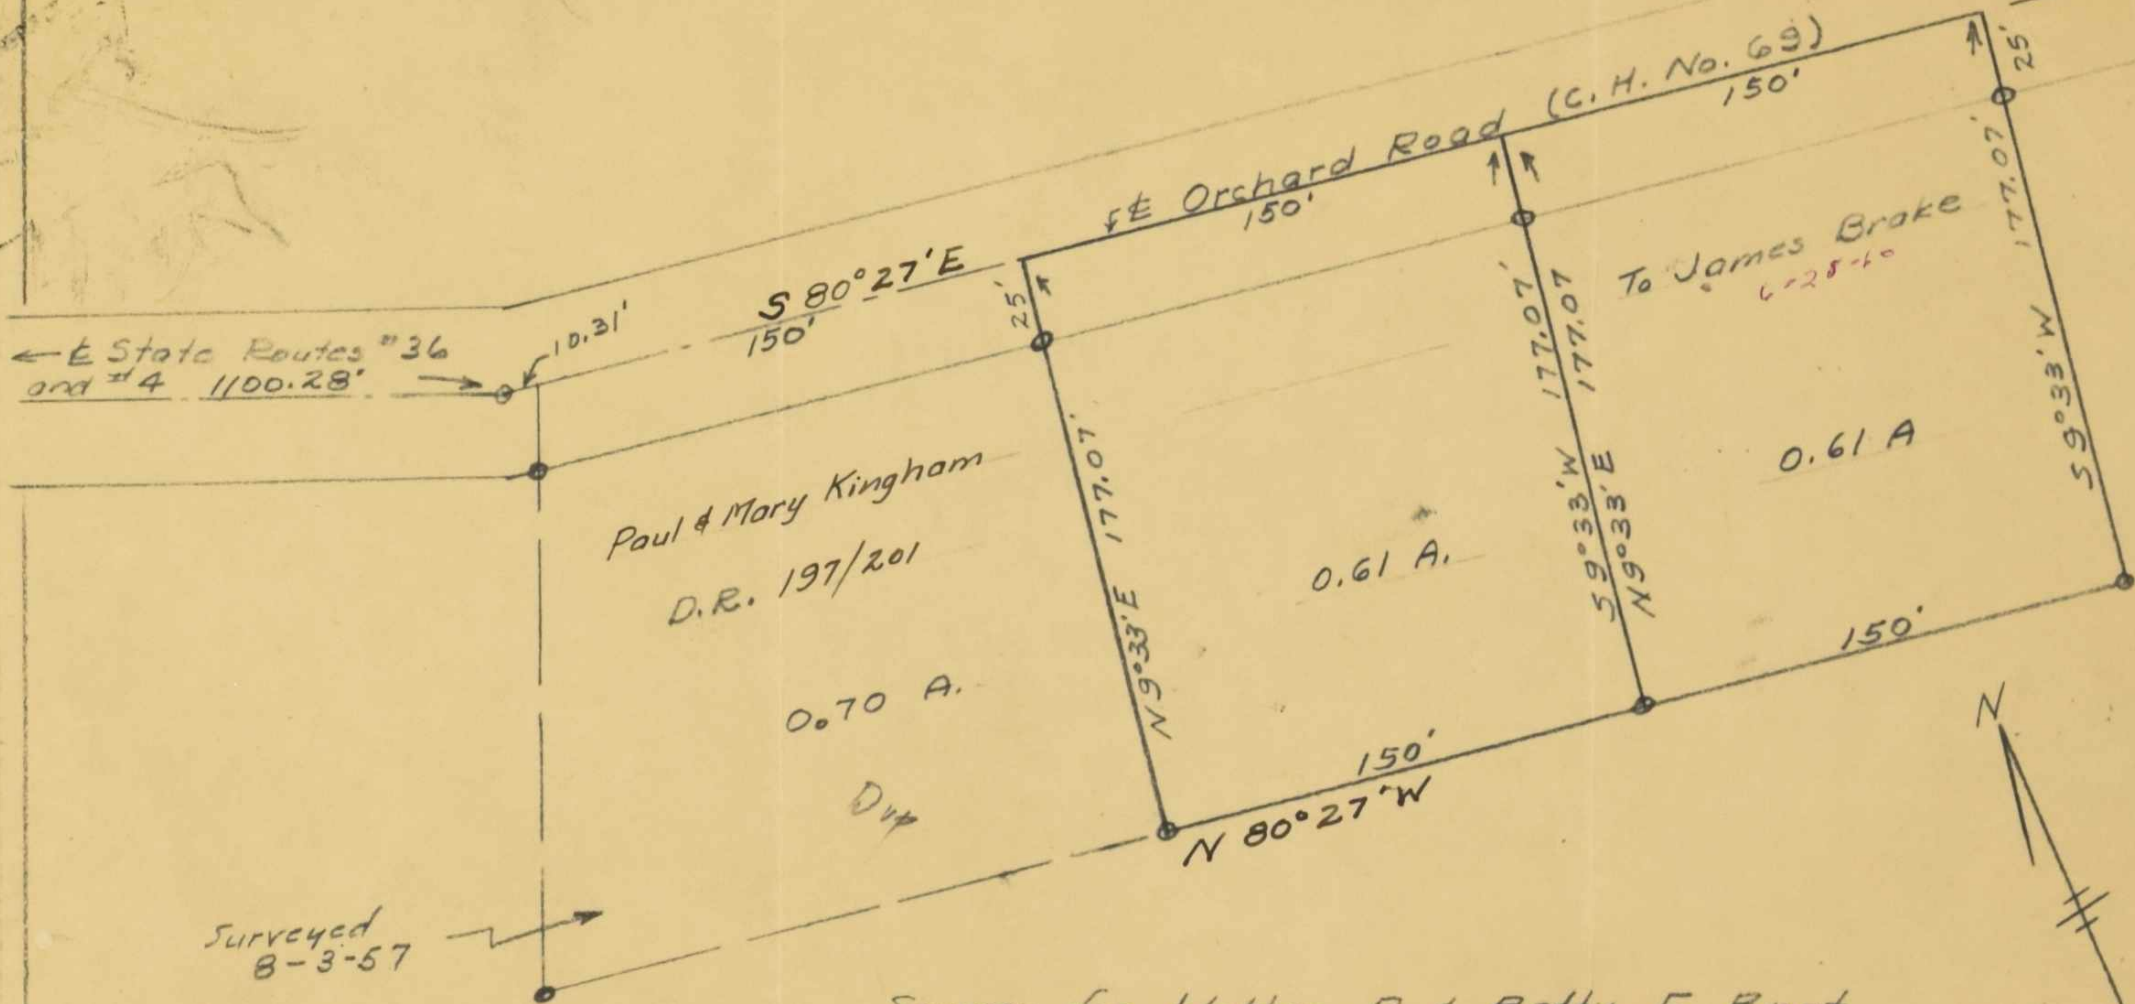 (C. H. No. 69)
150'
25'
℄ Orchard Road
150'
S 80°27'E
150'
25'
10.31'
← ℄ State Routes #36
and #4 1100.28'
177.07'
S 9°33'W
To James Brake
6-28-60
177.07'
S 9°33'W
177.07
N 9°33'E
0.61 A
150'
Paul & Mary Kingham
D.R. 197/201
0.70 A.
177.07'
N 9°33'E
0.61 A.
150'
N 80°27'W
N
Surveyed
8-3-57